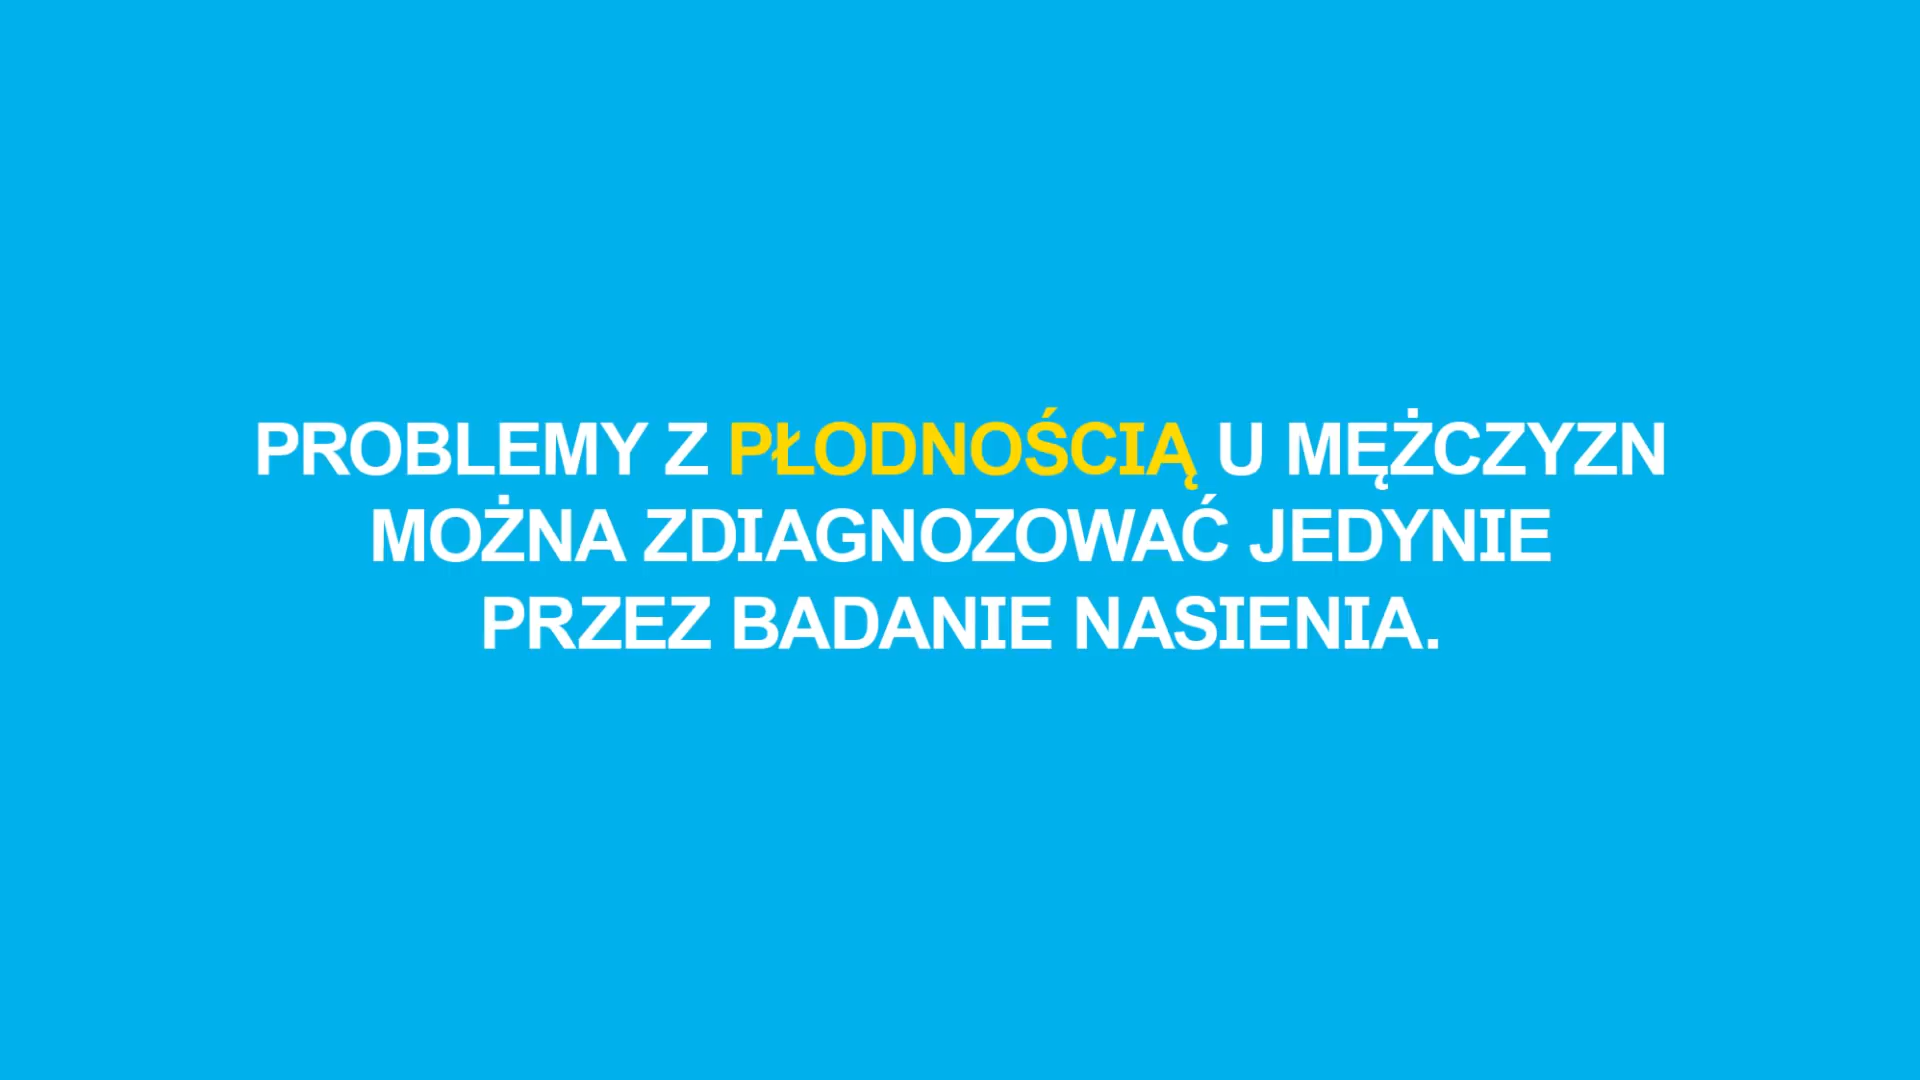 PROBLEMY Z PŁODNOŚCIĄ U MĘŻCZYZN
MOŻNA ZDIAGNOZOWAĆ JEDYNIE
PRZEZ BADANIE NASIENIA.